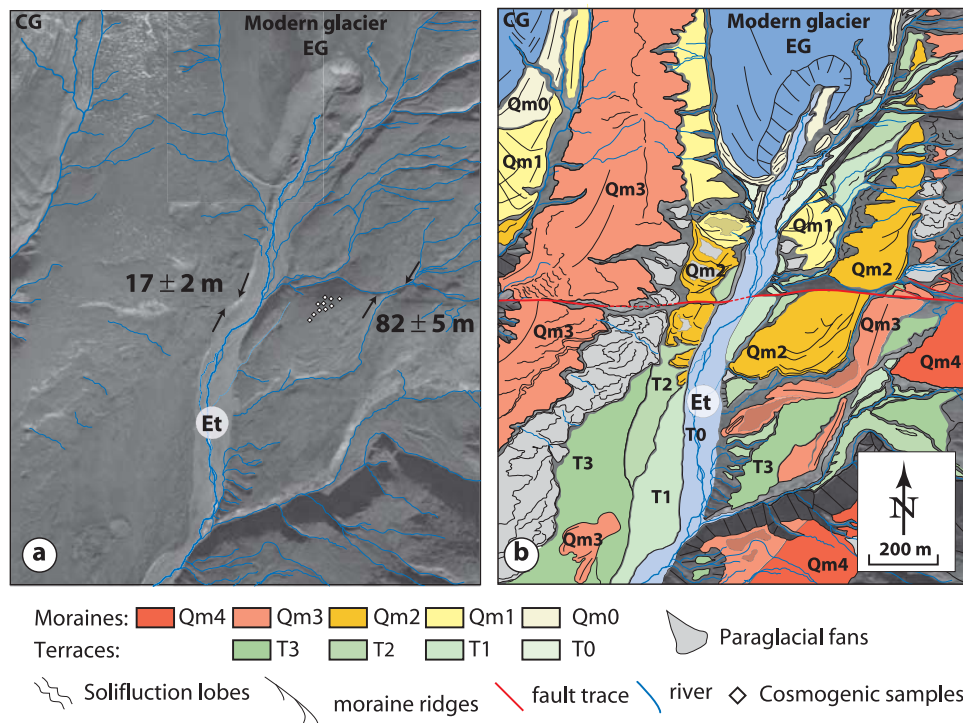 CG
Modern glacier
EG
17 ± 2 m
82 ± 5 m
Et
a
CG
Modern glacier
EG
Qm0
Qm1
Qm3
Qm1
Qm2
Qm2
Qm3
Qm3
Qm2
Qm4
T2
Et
T0
T3
T3
T1
Qm3
Qm4
N
200 m
b
Moraines: Qm4 Qm3 Qm2 Qm1 Qm0
Terraces: T3 T2 T1 T0
Paraglacial fans
Solifluction lobes moraine ridges fault trace river Cosmogenic samples